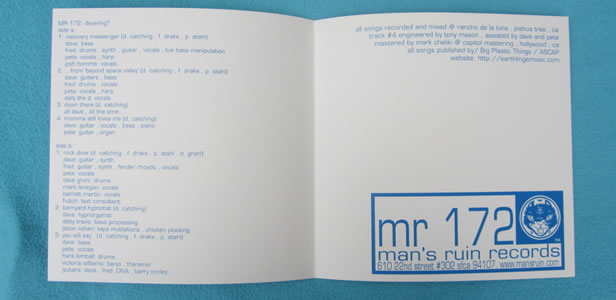 MR 172: dave-ling?
side a:
1: visionary messenger (d. catching , f. drake , p. stahl)
dave: bass
fred: drums , synth , guitar , vocals , live bass manipulation
pete: vocals , harp
josh homme: vocals
2: ...from beyond space valley (d. catching , f. drake , p. stahl)
dave: guitars , bass
fred: drums , vocals
pete: vocals , harp
dally the d: vocals
3: down there (d. catching)
all dave , all the time...
4: momma still loves me (d. catching)
dave: guitar , vocals , bass , piano
pete: guitar , organ
side b:
1: rock dove (d. catching , f. drake , p. stahl , d. grohl)
dave: guitar , synth
fred: guitar , synth , fender rhodes , vocals
pete: vocals
dave grohl: drums
mark lanegan: vocals
barrett martin: vocals
hutch: text consultant
2: barnyard hypnotist (d. catching)
dave: hypnorganist
abby travis: bass processing
jason cohen: tape mutilations , chicken plucking
3: you will say (d. catching , f. drake , p. stahl)
dave: bass
pete: vocals
frank kimball: drums
victoria williams: banjo , theremin
guitars: dave , fred ,DNA , barry conley
all songs recorded and mixed @ rancho de la luna , joshua tree , ca
track #4 engineered by tony mason , assisted by dave and pete
mastered by mark chaliki @ capitol mastering , hollywood , ca
all songs published by/ Big Plastic Things / ASCAP
website: http://earthlingsmusic.com
mr 172
man's ruin records
610 22nd street #302 sfca 94107. www.mansruin.com